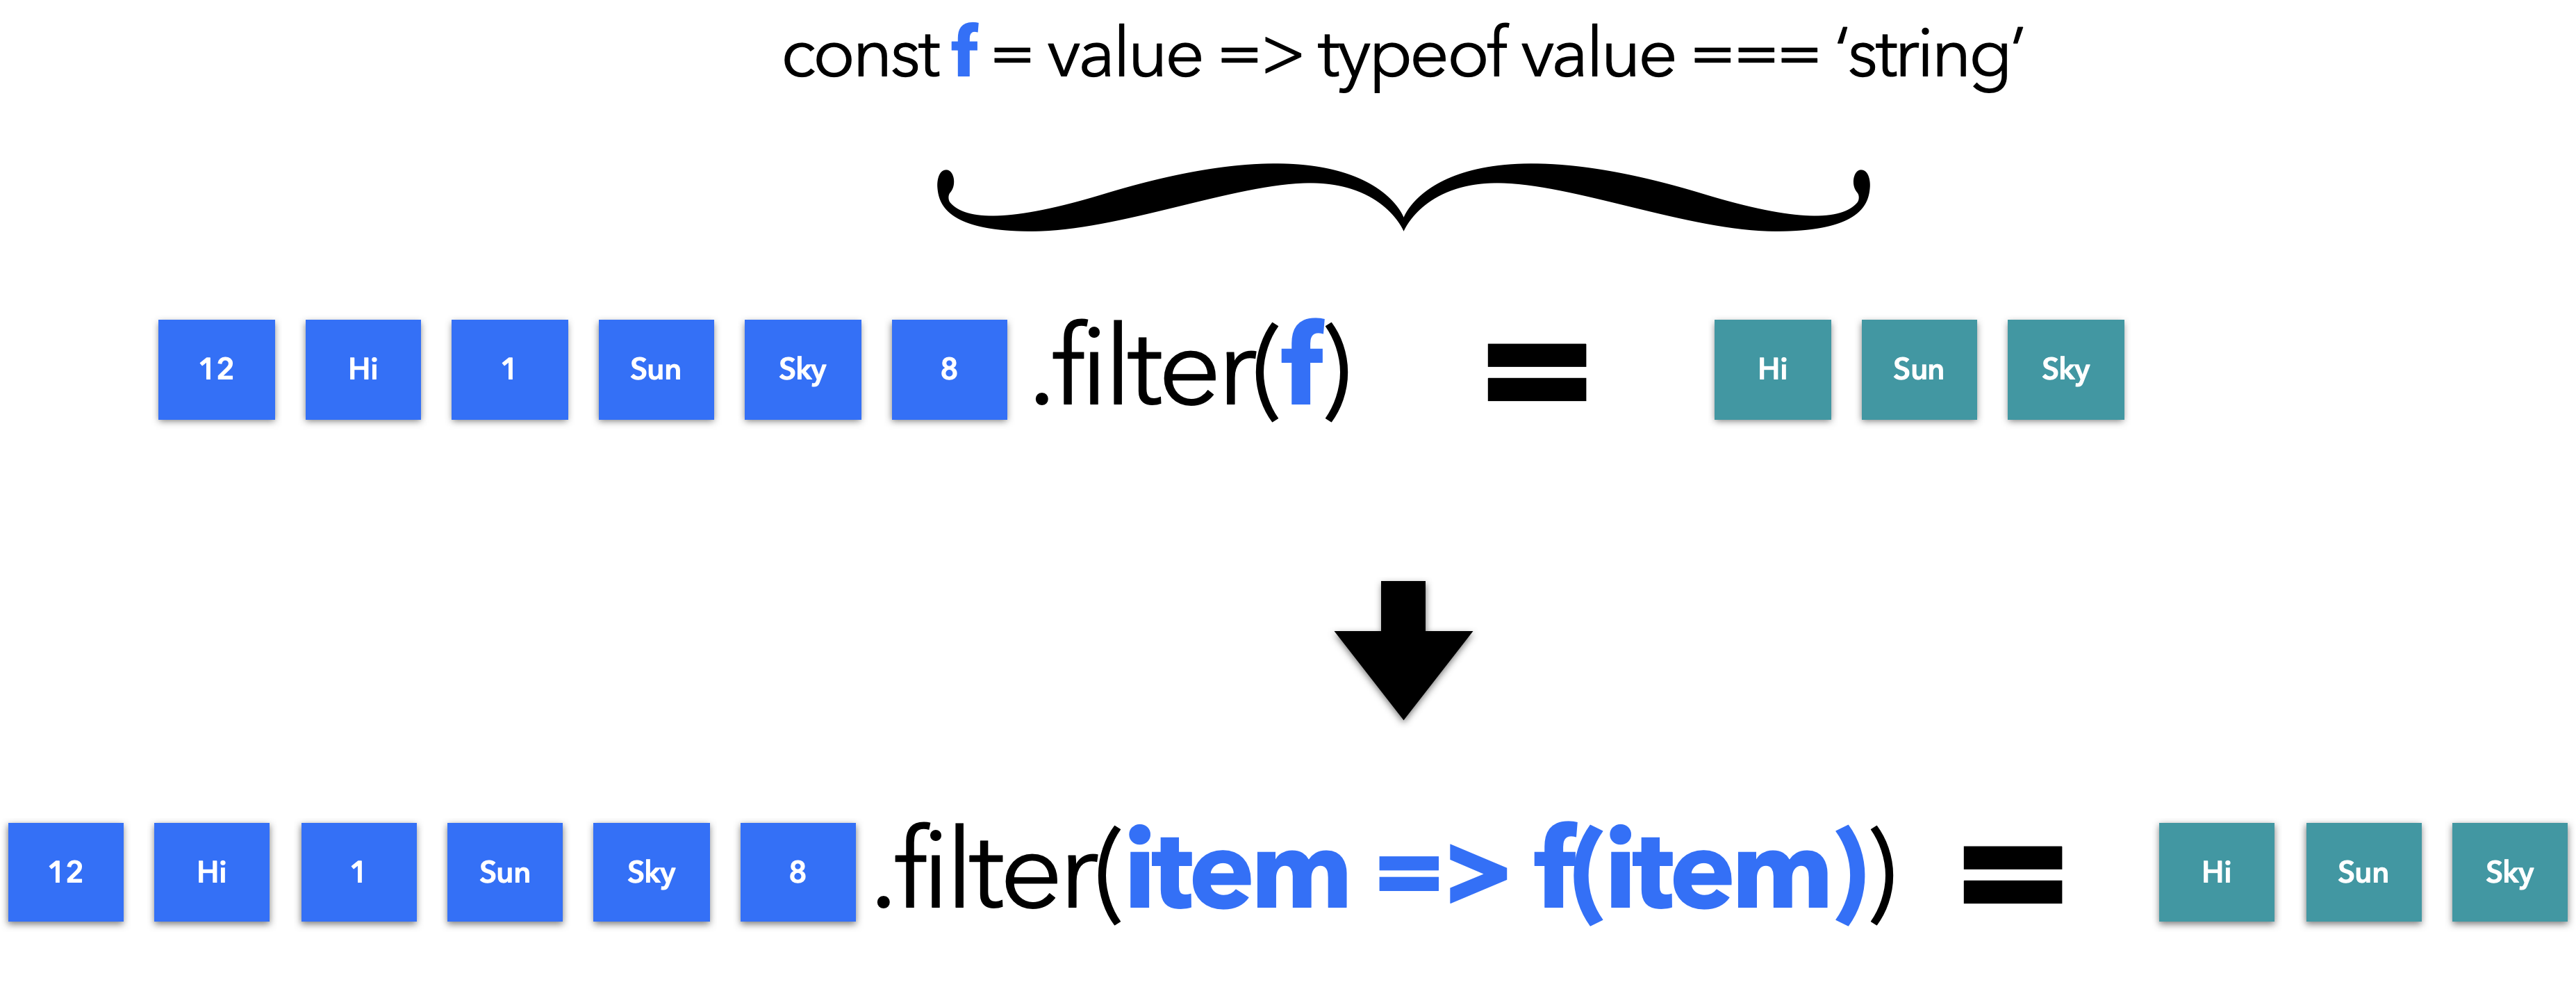 const f = value => typeof value === ‘string’
12 Hi 1 Sun Sky 8 .filter(f) = Hi Sun Sky
12 Hi 1 Sun Sky 8 .filter(item => f(item)) = Hi Sun Sky